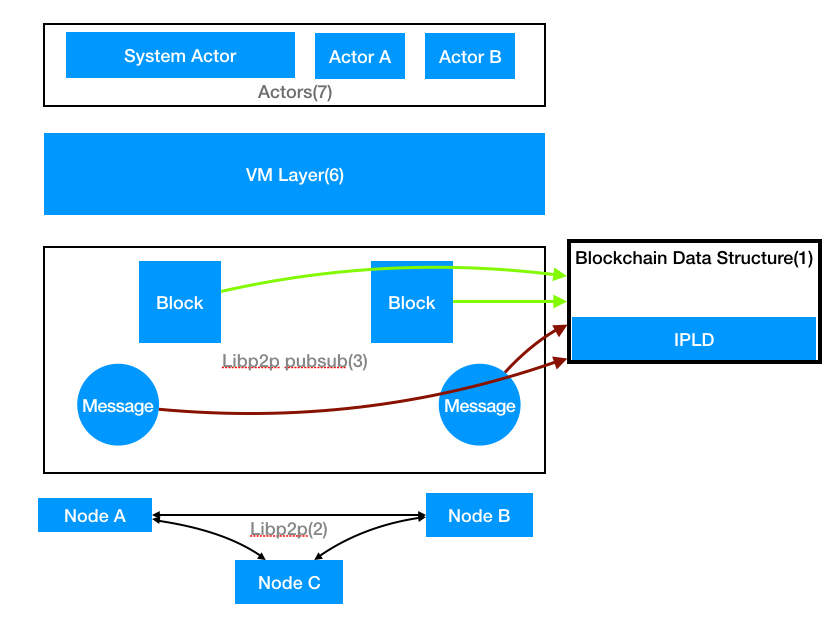 System Actor
Actor A
Actor B
Actors(7)
VM Layer(6)
Block
Block
Blockchain Data Structure(1)
IPLD
Libp2p pubsub(3)
Message
Message
Node A
Libp2p(2)
Node B
Node C